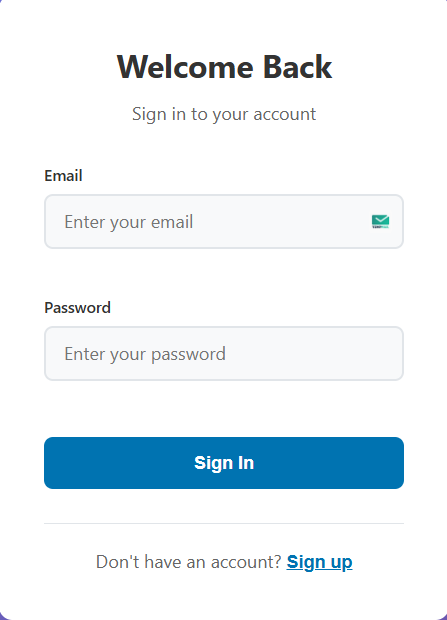 Welcome Back
Sign in to your account
Email
Enter your email
Password
Enter your password
Sign In
Don't have an account? Sign up